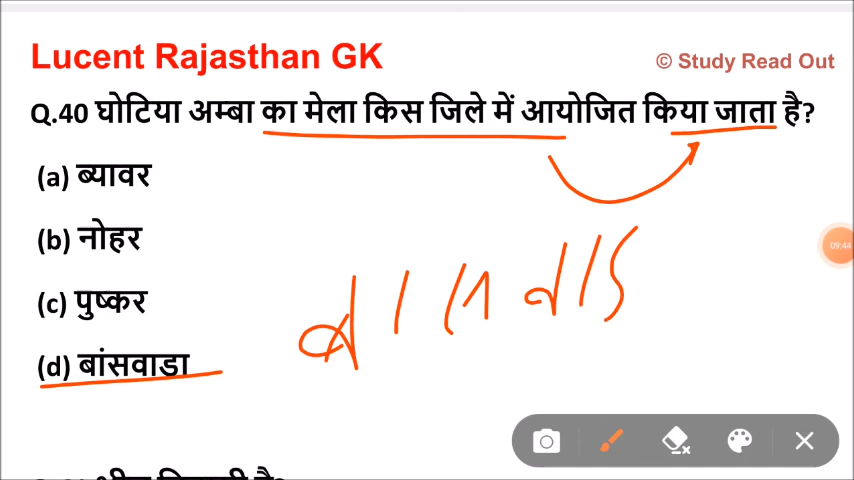 Lucent Rajasthan GK
© Study Read Out
Q.40 घोटिया अम्बा का मेला किस जिले में आयोजित किया जाता है?
(a) ब्यावर
(b) नोहर
(c) पुष्कर
(d) बांसवाडा
09:44